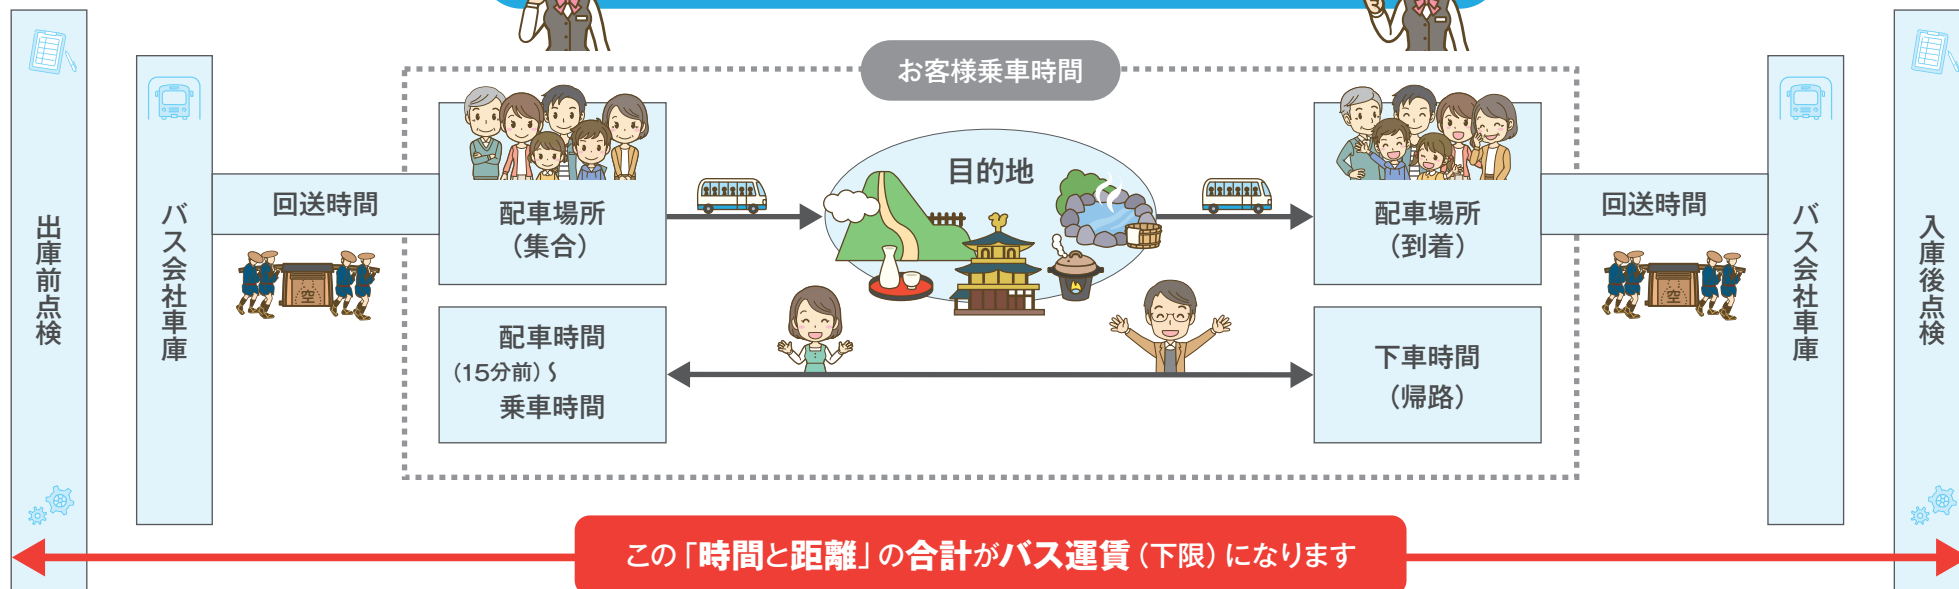 お客様乗車時間
出庫前点検
バス会社車庫
回送時間
空
配車場所
（集合）
目的地
配車場所
（到着）
回送時間
空
バス会社車庫
入庫後点検
配車時間
（15分前）〜
乗車時間
下車時間
（帰路）
この「時間と距離」の合計がバス運賃（下限）になります